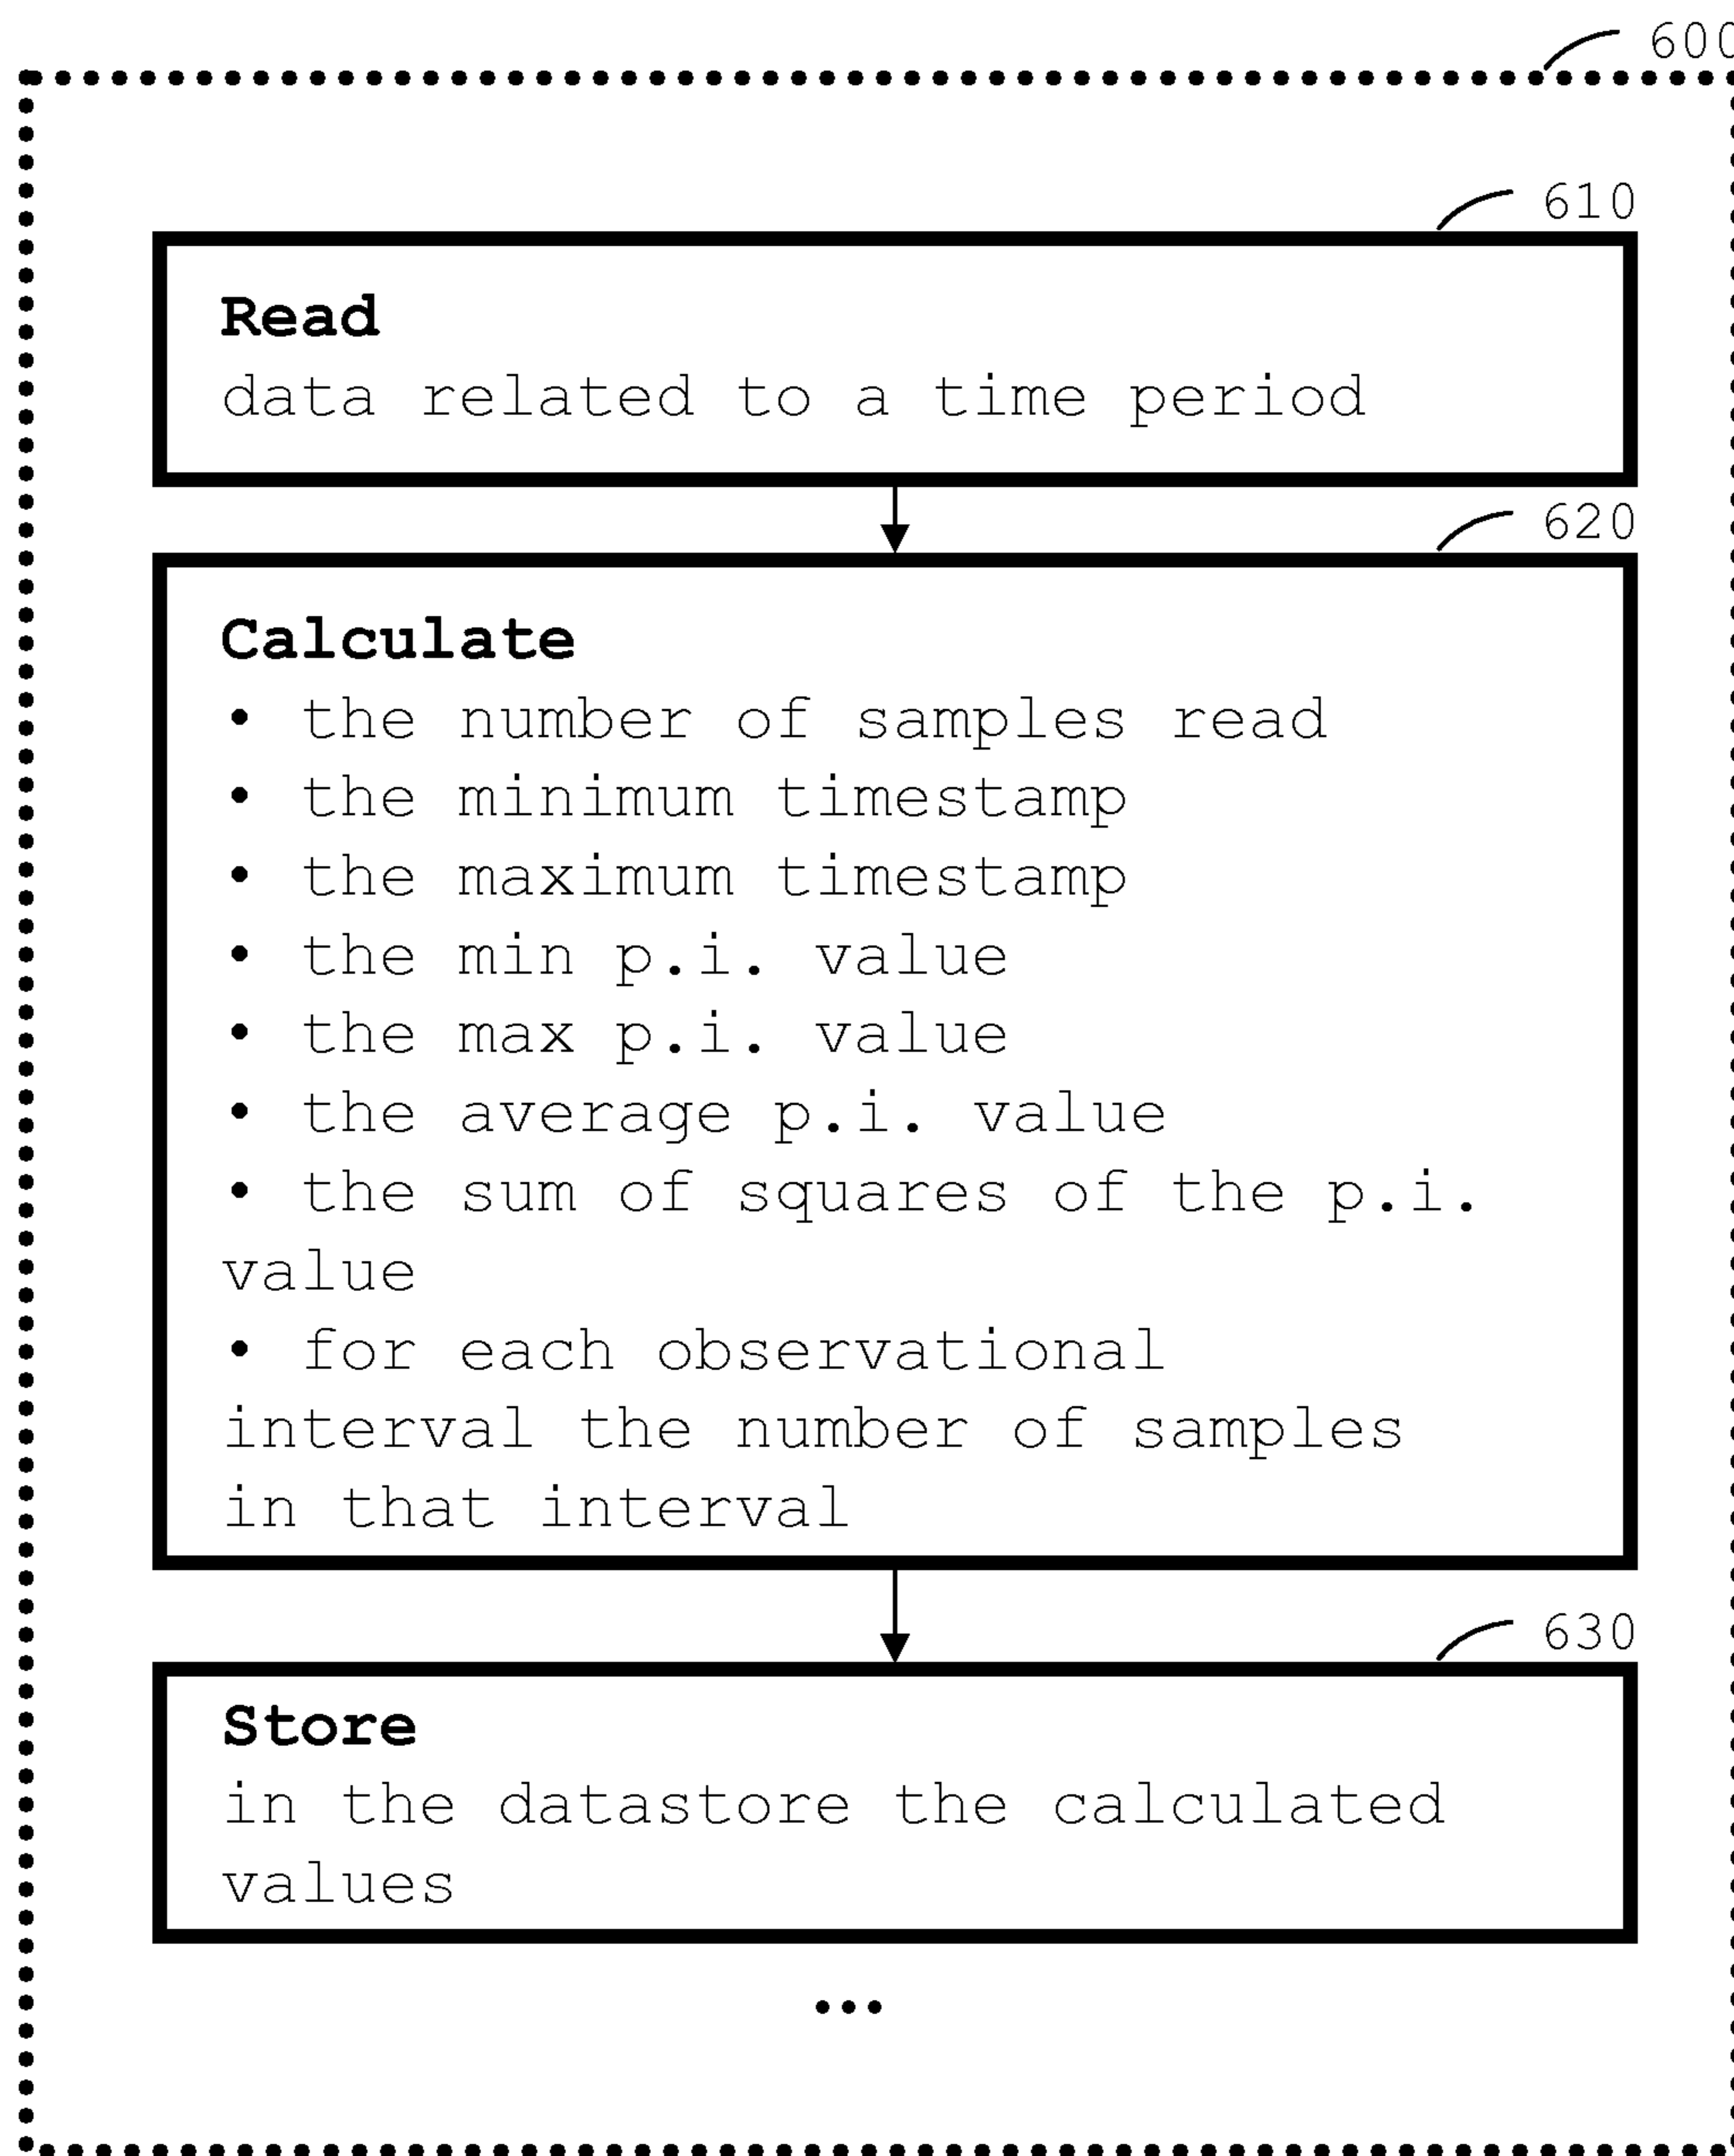 600
610
Read
data related to a time period
620
Calculate
• the number of samples read
• the minimum timestamp
• the maximum timestamp
• the min p.i. value
• the max p.i. value
• the average p.i. value
• the sum of squares of the p.i.
value
• for each observational
interval the number of samples
in that interval
630
Store
in the datastore the calculated
values
...